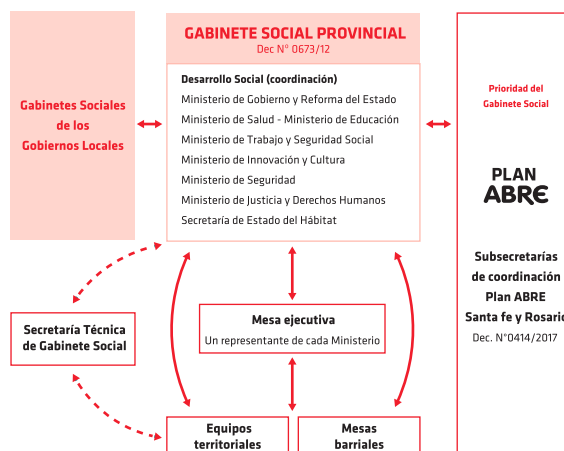 GABINETE SOCIAL PROVINCIAL
Dec N° 0673/12
Gabinetes Sociales
de los
Gobiernos Locales
Desarrollo Social (coordinación)
Ministerio de Gobierno y Reforma del Estado
Ministerio de Salud - Ministerio de Educación
Ministerio de Trabajo y Seguridad Social
Ministerio de Innovación y Cultura
Ministerio de Seguridad
Ministerio de Justicia y Derechos Humanos
Secretaría de Estado del Hábitat
Prioridad del
Gabinete Social
PLAN
ABRE
Subsecretarías
de coordinación
Plan ABRE
Santa fe y Rosario
Dec. N°0414/2017
Secretaría Técnica
de Gabinete Social
Mesa ejecutiva
Un representante de cada Ministerio
Equipos
territoriales
Mesas
barriales